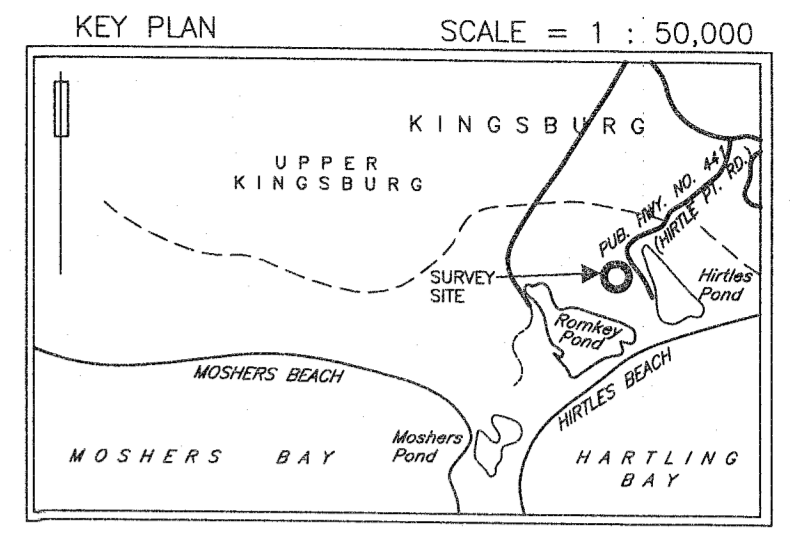 KEY PLAN
SCALE = 1 : 50,000
KINGSBURG
UPPER
KINGSBURG
PUB. HWY. NO. 441
(HIRTLE PT. RD.)
SURVEY
SITE
Hirtles
Pond
Romkey
Pond
MOSHERS BEACH
HIRTLES BEACH
Moshers
Pond
MOSHERS BAY
HARTLING
BAY